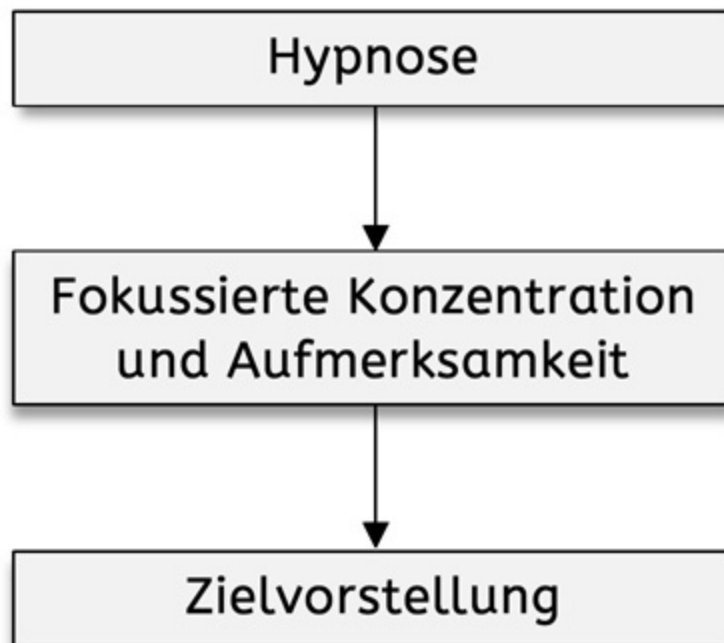 Hypnose
Fokussierte Konzentration
und Aufmerksamkeit
Zielvorstellung